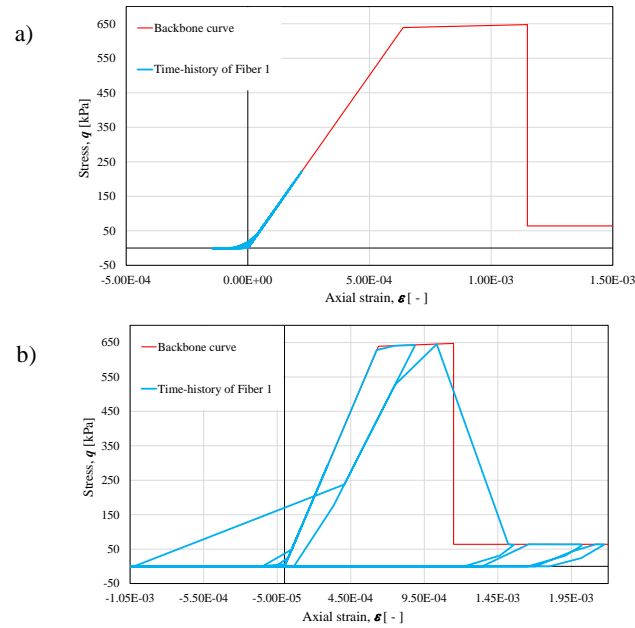 a)
Stress, q [kPa]
650
550
450
350
250
150
50
-50
Backbone curve
Time-history of Fiber 1
-5.00E-04 0.00E+00 5.00E-04 1.00E-03 1.50E-03
Axial strain, ε [ - ]
b)
Stress, q [kPa]
650
550
450
350
250
150
50
-50
Backbone curve
Time-history of Fiber 1
-1.05E-03 -5.50E-04 -5.00E-05 4.50E-04 9.50E-04 1.45E-03 1.95E-03
Axial strain, ε [ - ]